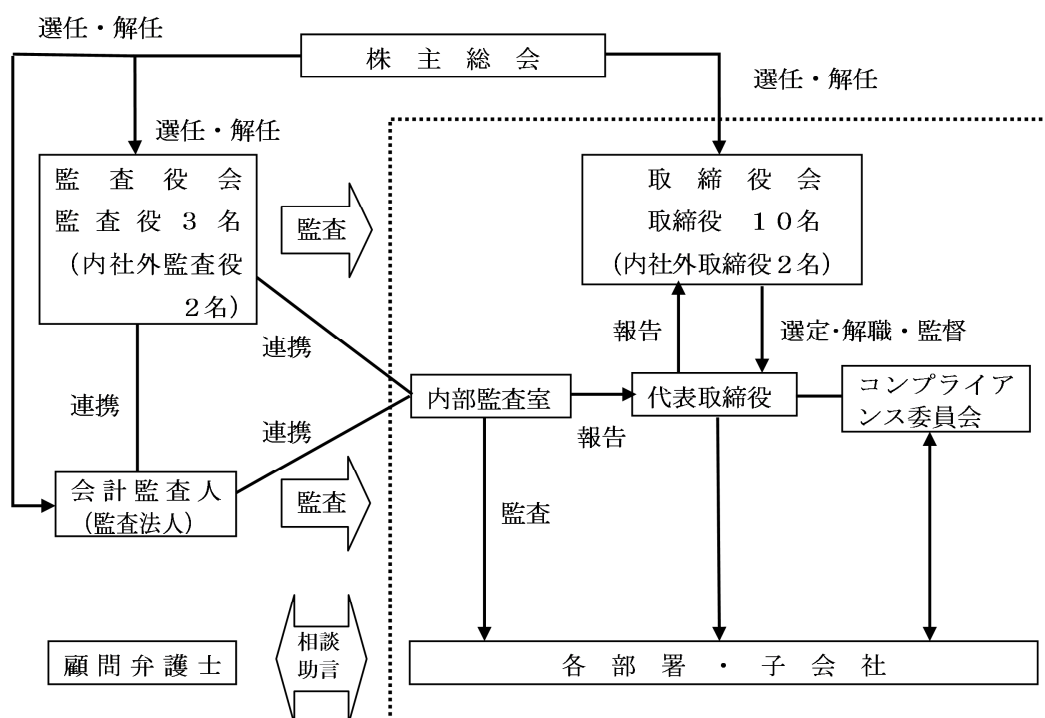 選任・解任
株主総会
選任・解任
選任・解任
監査役会
監査役3名
(内社外監査役
2名)
監査
取締役会
取締役 10名
(内社外取締役2名)
連携
報告
選定・解職・監督
連携
内部監査室
代表取締役
コンプライア
ンス委員会
連携
報告
会計監査人
(監査法人)
監査
監査
顧問弁護士
相談
助言
各部署・子会社